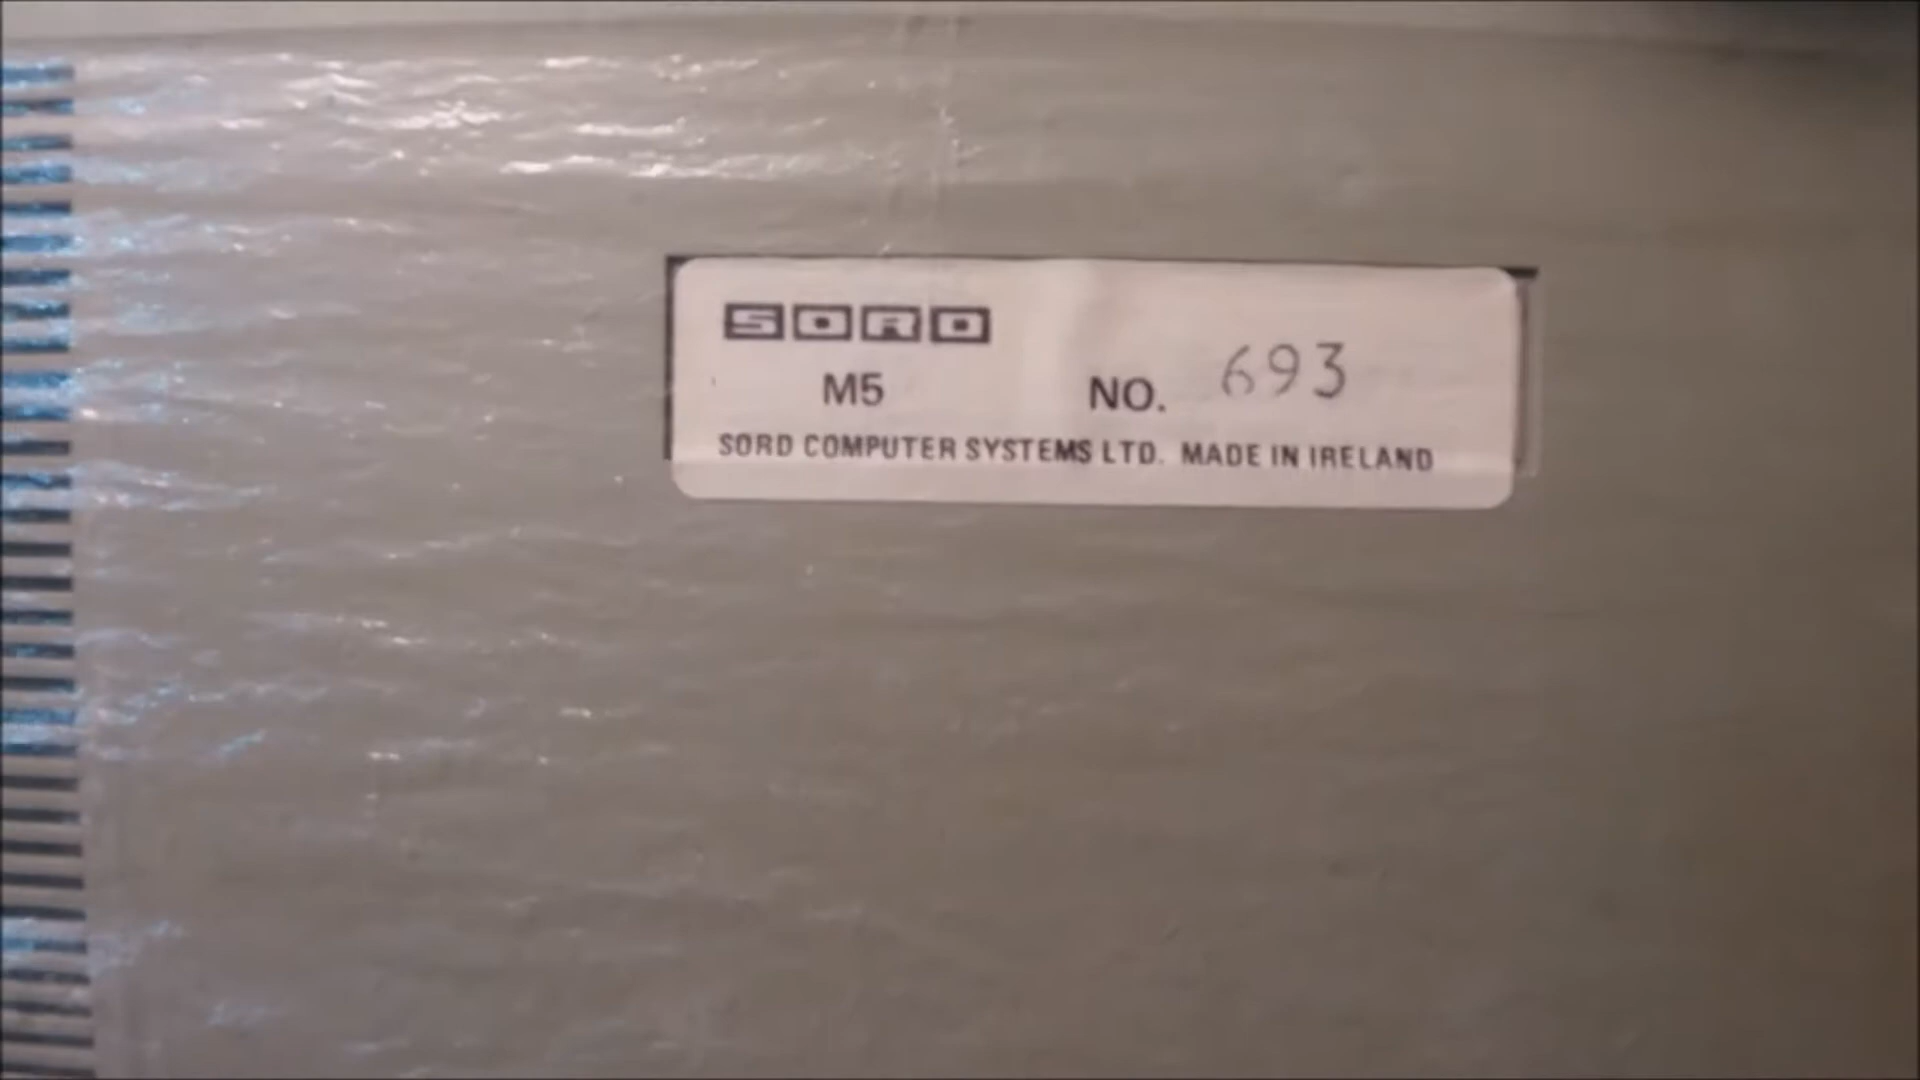 SORD
M5 NO. 693
SORD COMPUTER SYSTEMS LTD. MADE IN IRELAND